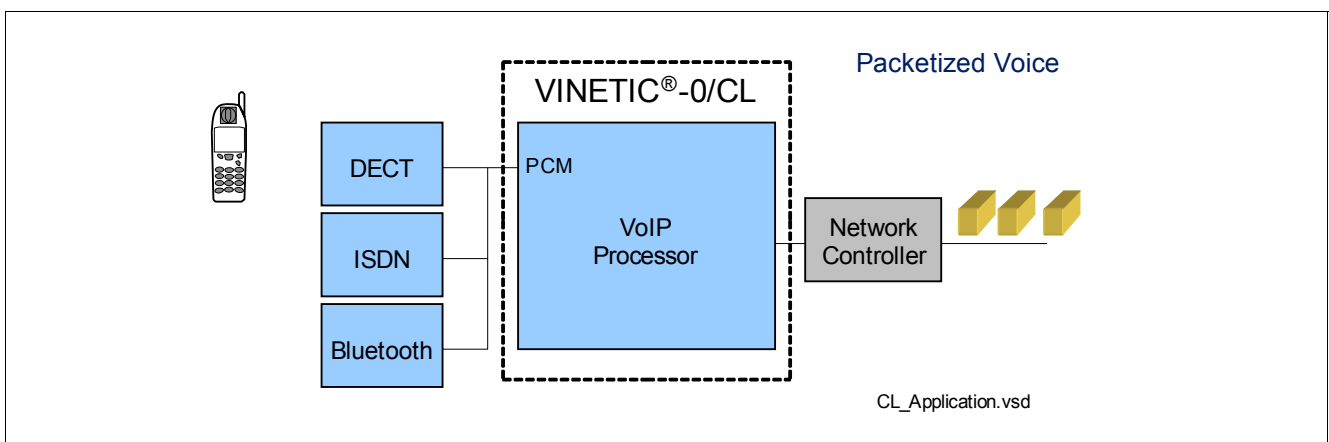 Packetized Voice
VINETIC®-0/CL
DECT
PCM
ISDN
VoIP
Processor
Network
Controller
Bluetooth
CL_Application.vsd